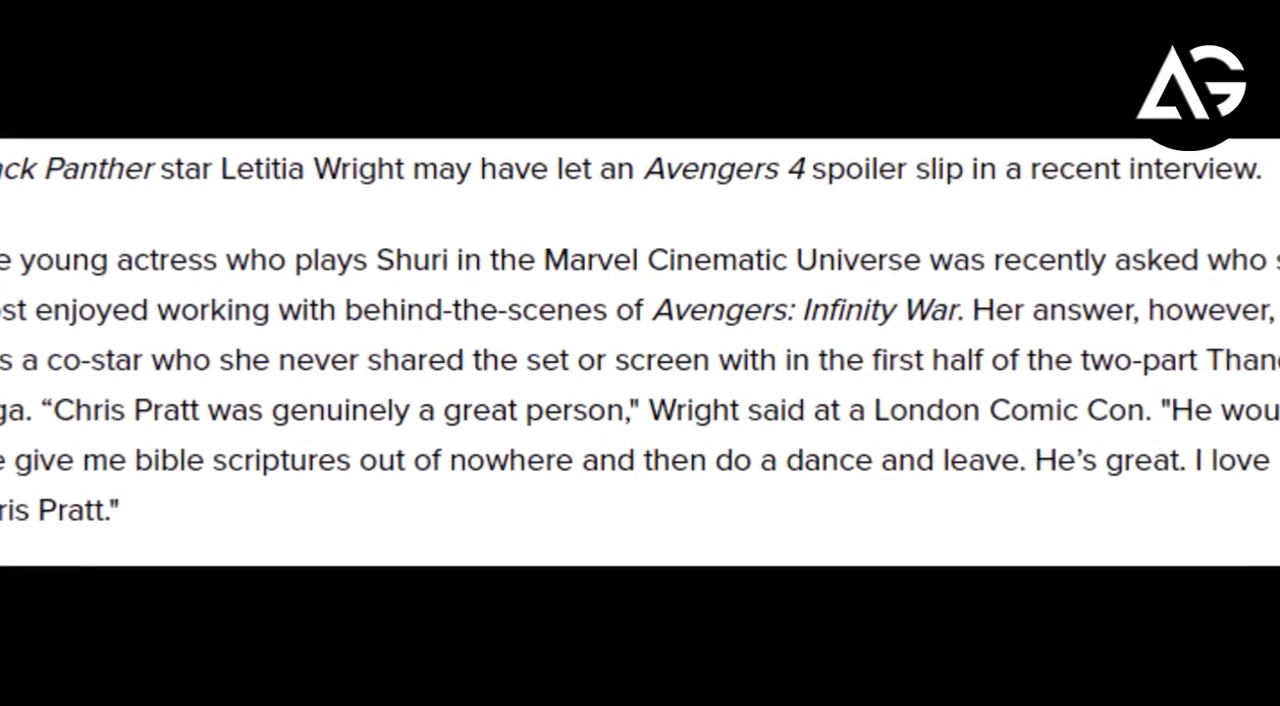 AG
ck Panther star Letitia Wright may have let an Avengers 4 spoiler slip in a recent interview.
e young actress who plays Shuri in the Marvel Cinematic Universe was recently asked who s
st enjoyed working with behind-the-scenes of Avengers: Infinity War. Her answer, however,
s a co-star who she never shared the set or screen with in the first half of the two-part Than
ga. “Chris Pratt was genuinely a great person," Wright said at a London Comic Con. "He wou
e give me bible scriptures out of nowhere and then do a dance and leave. He’s great. I love
ris Pratt."